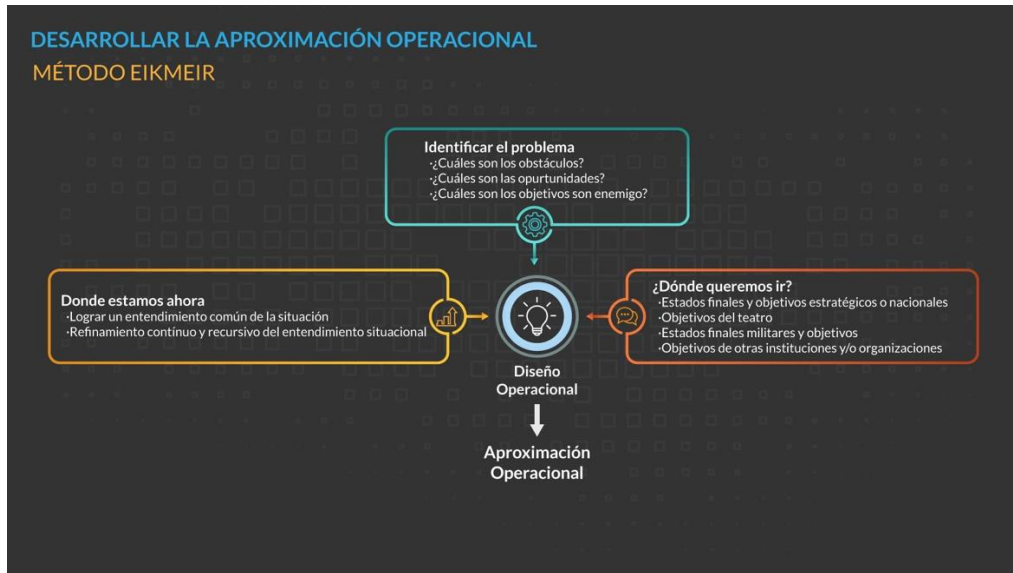 DESARROLLAR LA APROXIMACIÓN OPERACIONAL
MÉTODO EIKMEIR
Identificar el problema
·¿Cuáles son los obstáculos?
·¿Cuáles son las opurtunidades?
·¿Cuáles son los objetivos son enemigo?
Donde estamos ahora
·Lograr un entendimiento común de la situación
·Refinamiento contínuo y recursivo del entendimiento situacional
¿Dónde queremos ir?
·Estados finales y objetivos estratégicos o nacionales
·Objetivos del teatro
·Estados finales militares y objetivos
·Objetivos de otras instituciones y/o organizaciones
Diseño
Operacional
Aproximación
Operacional